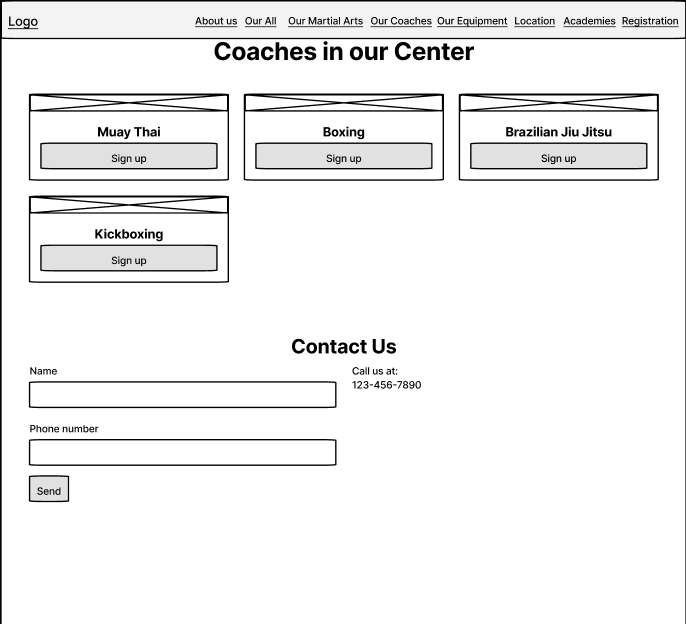 Logo About us Our All Our Martial Arts Our Coaches Our Equipment Location Academies Registration
Coaches in our Center
Muay Thai
Sign up
Boxing
Sign up
Brazilian Jiu Jitsu
Sign up
Kickboxing
Sign up
Contact Us
Name
Phone number
Send
Call us at:
123-456-7890